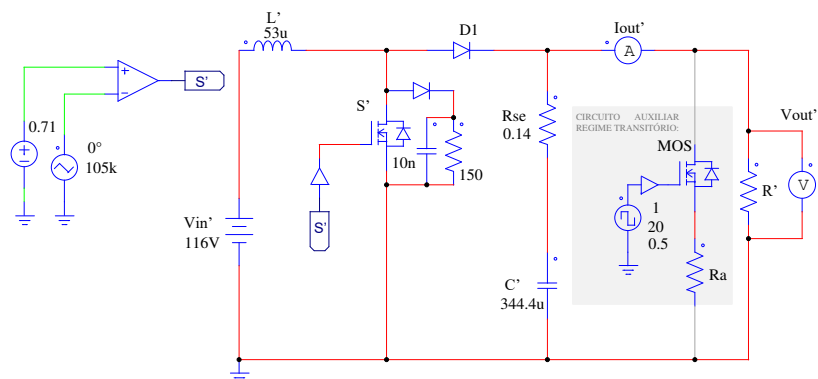 L'
53u
D1
Iout'
A
S'
0.71
0°
105k
S'
10n
150
Rse
0.14
CIRCUITO AUXILIAR
REGIME TRANSITÓRIO:
MOS
Vout'
V
R'
1
20
0.5
Vin'
116V
S'
C'
344.4u
Ra